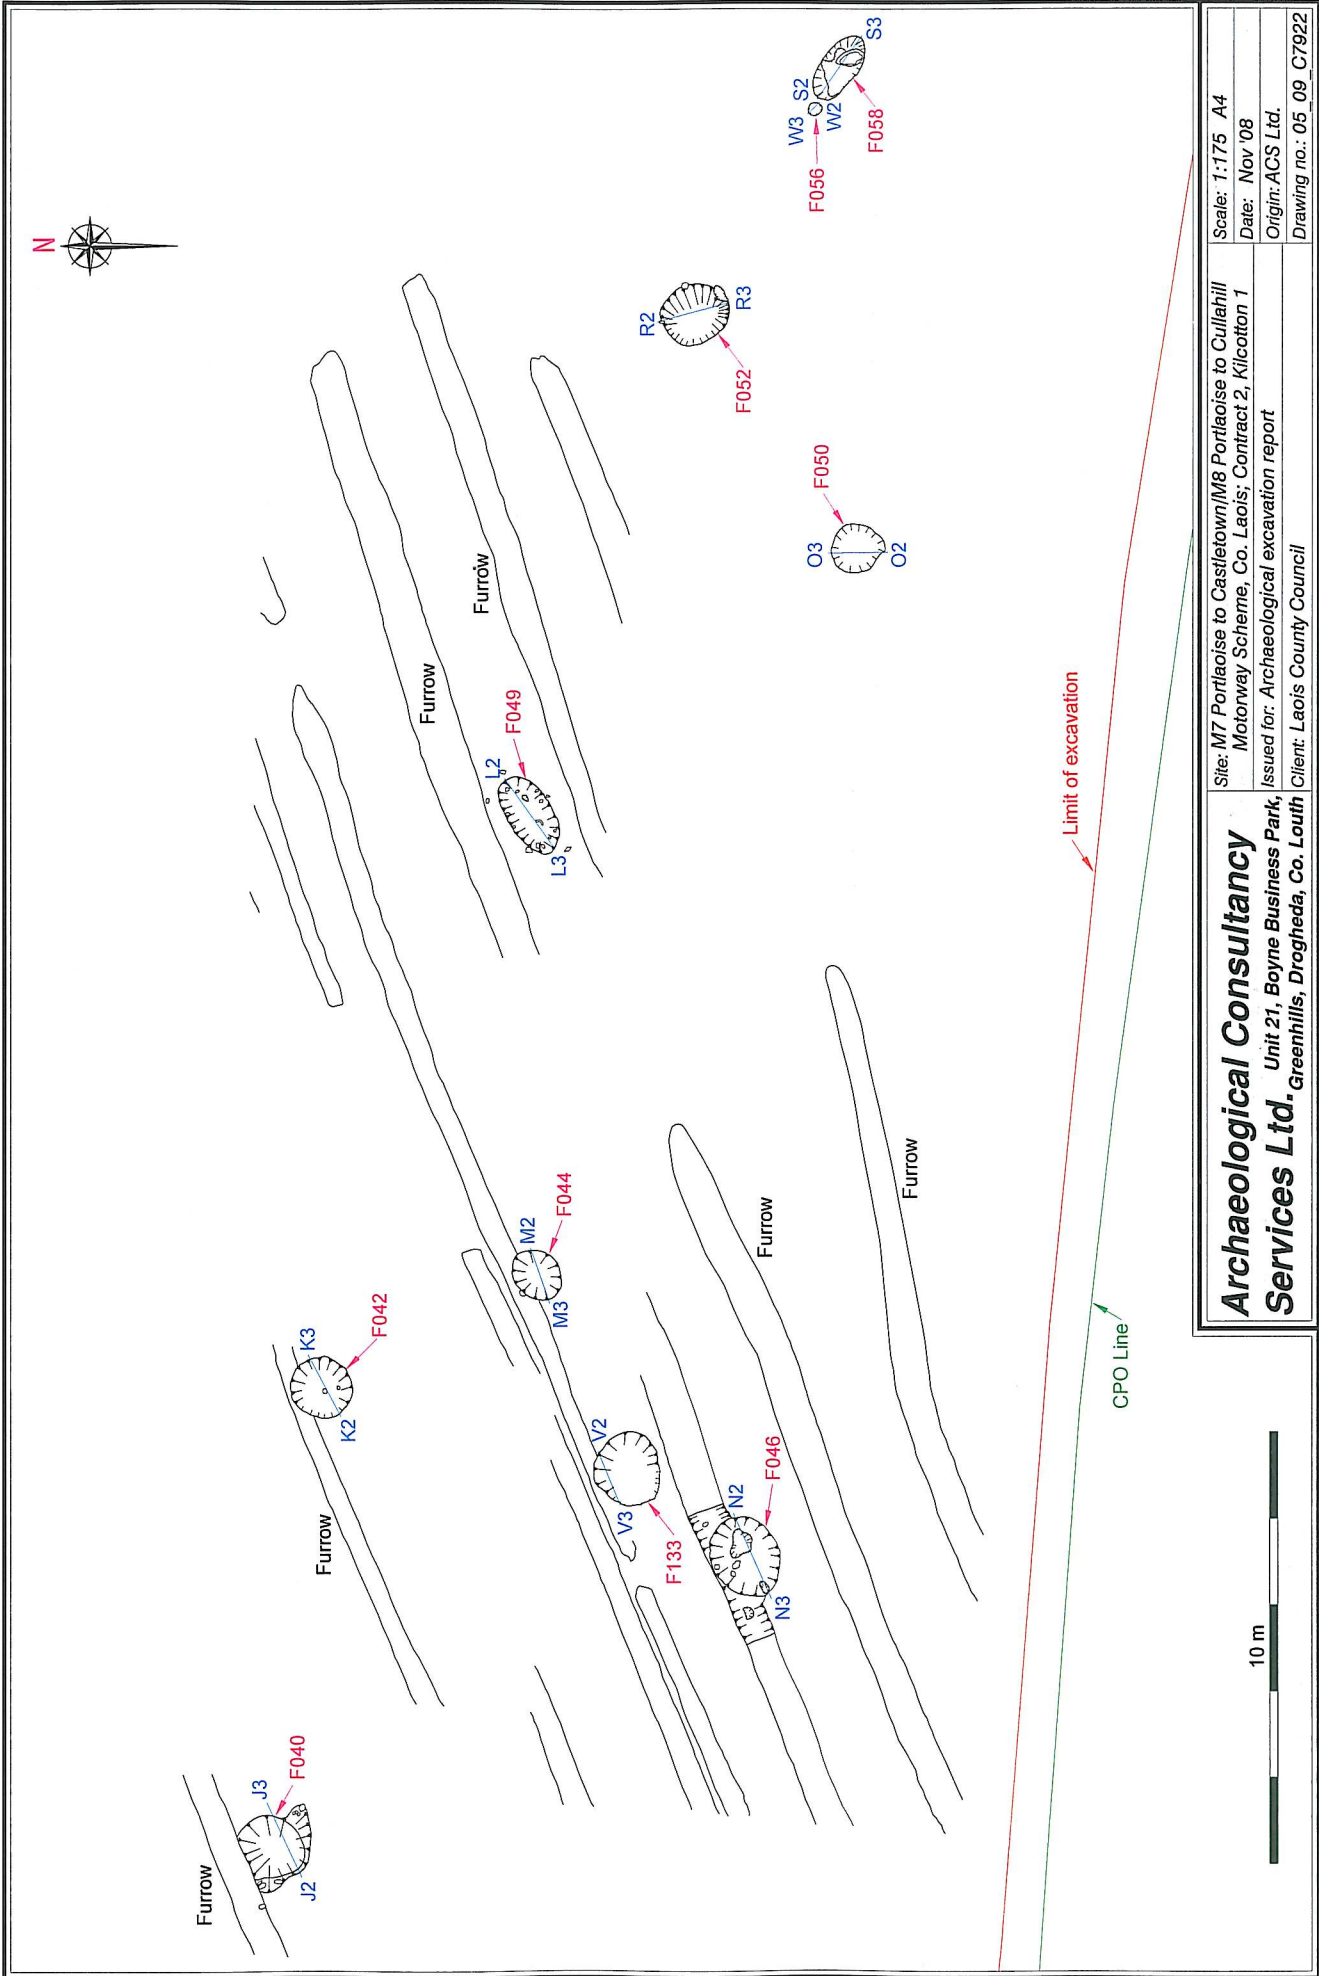 N
Furrow
J3
F040
J2
Furrow
K3
F042
K2
M2
F044
M3
V2
V3
F133
N2
F046
N3
Furrow
Furrow
Furrow
Furrow
L2
F049
L3
R2
R3
F052
O3
F050
O2
W3
S2
S3
F056
W2
F058
Limit of excavation
CPO Line
10 m
Archaeological Consultancy
Services Ltd.
Unit 21, Boyne Business Park,
Greenhills, Drogheda, Co. Louth
Site: M7 Portlaoise to Castletown/M8 Portlaoise to Cullahill
Motorway Scheme, Co. Laois; Contract 2, Kilcotton 1
Issued for: Archaeological excavation report
Client: Laois County Council
Scale: 1:175 A4
Date: Nov '08
Origin: ACS Ltd.
Drawing no.: 05_09_C7922